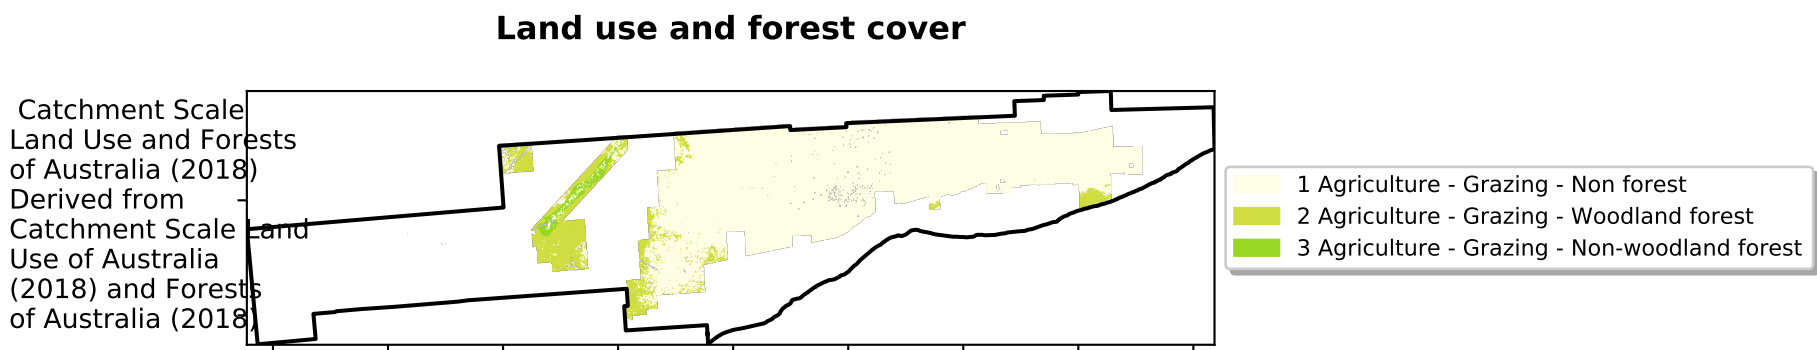 Land use and forest cover
Catchment Scale
Land Use and Forests
of Australia (2018)
Derived from
Catchment Scale Land
Use of Australia
(2018) and Forests
of Australia (2018)
1 Agriculture - Grazing - Non forest
2 Agriculture - Grazing - Woodland forest
3 Agriculture - Grazing - Non-woodland forest